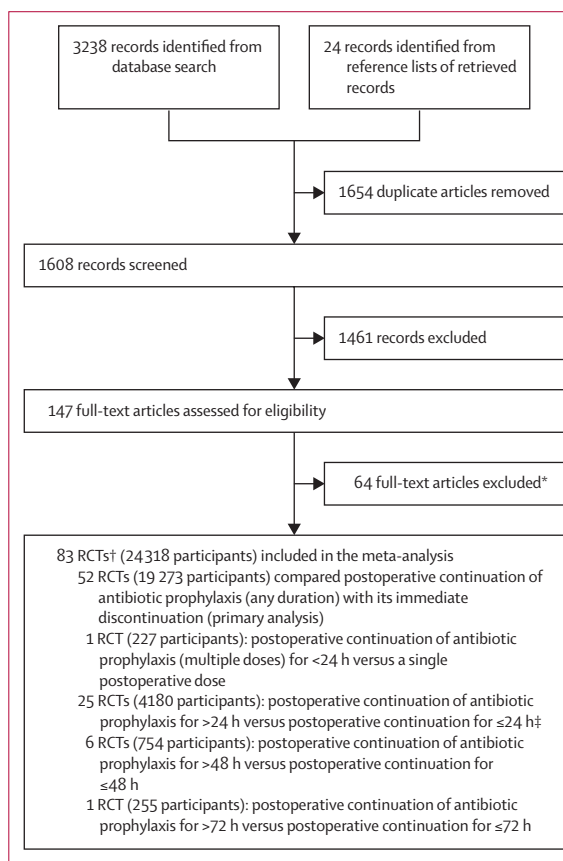 3238 records identified from
database search
24 records identified from
reference lists of retrieved
records
1654 duplicate articles removed
1608 records screened
1461 records excluded
147 full-text articles assessed for eligibility
64 full-text articles excluded*
83 RCTs† (24318 participants) included in the meta-analysis
52 RCTs (19 273 participants) compared postoperative continuation of
antibiotic prophylaxis (any duration) with its immediate
discontinuation (primary analysis)
1 RCT (227 participants): postoperative continuation of antibiotic
prophylaxis (multiple doses) for <24 h versus a single
postoperative dose
25 RCTs (4180 participants): postoperative continuation of antibiotic
prophylaxis for >24 h versus postoperative continuation for ≤24 h‡
6 RCTs (754 participants): postoperative continuation of antibiotic
prophylaxis for >48 h versus postoperative continuation for
≤48 h
1 RCT (255 participants): postoperative continuation of antibiotic
prophylaxis for >72 h versus postoperative continuation for ≤72 h